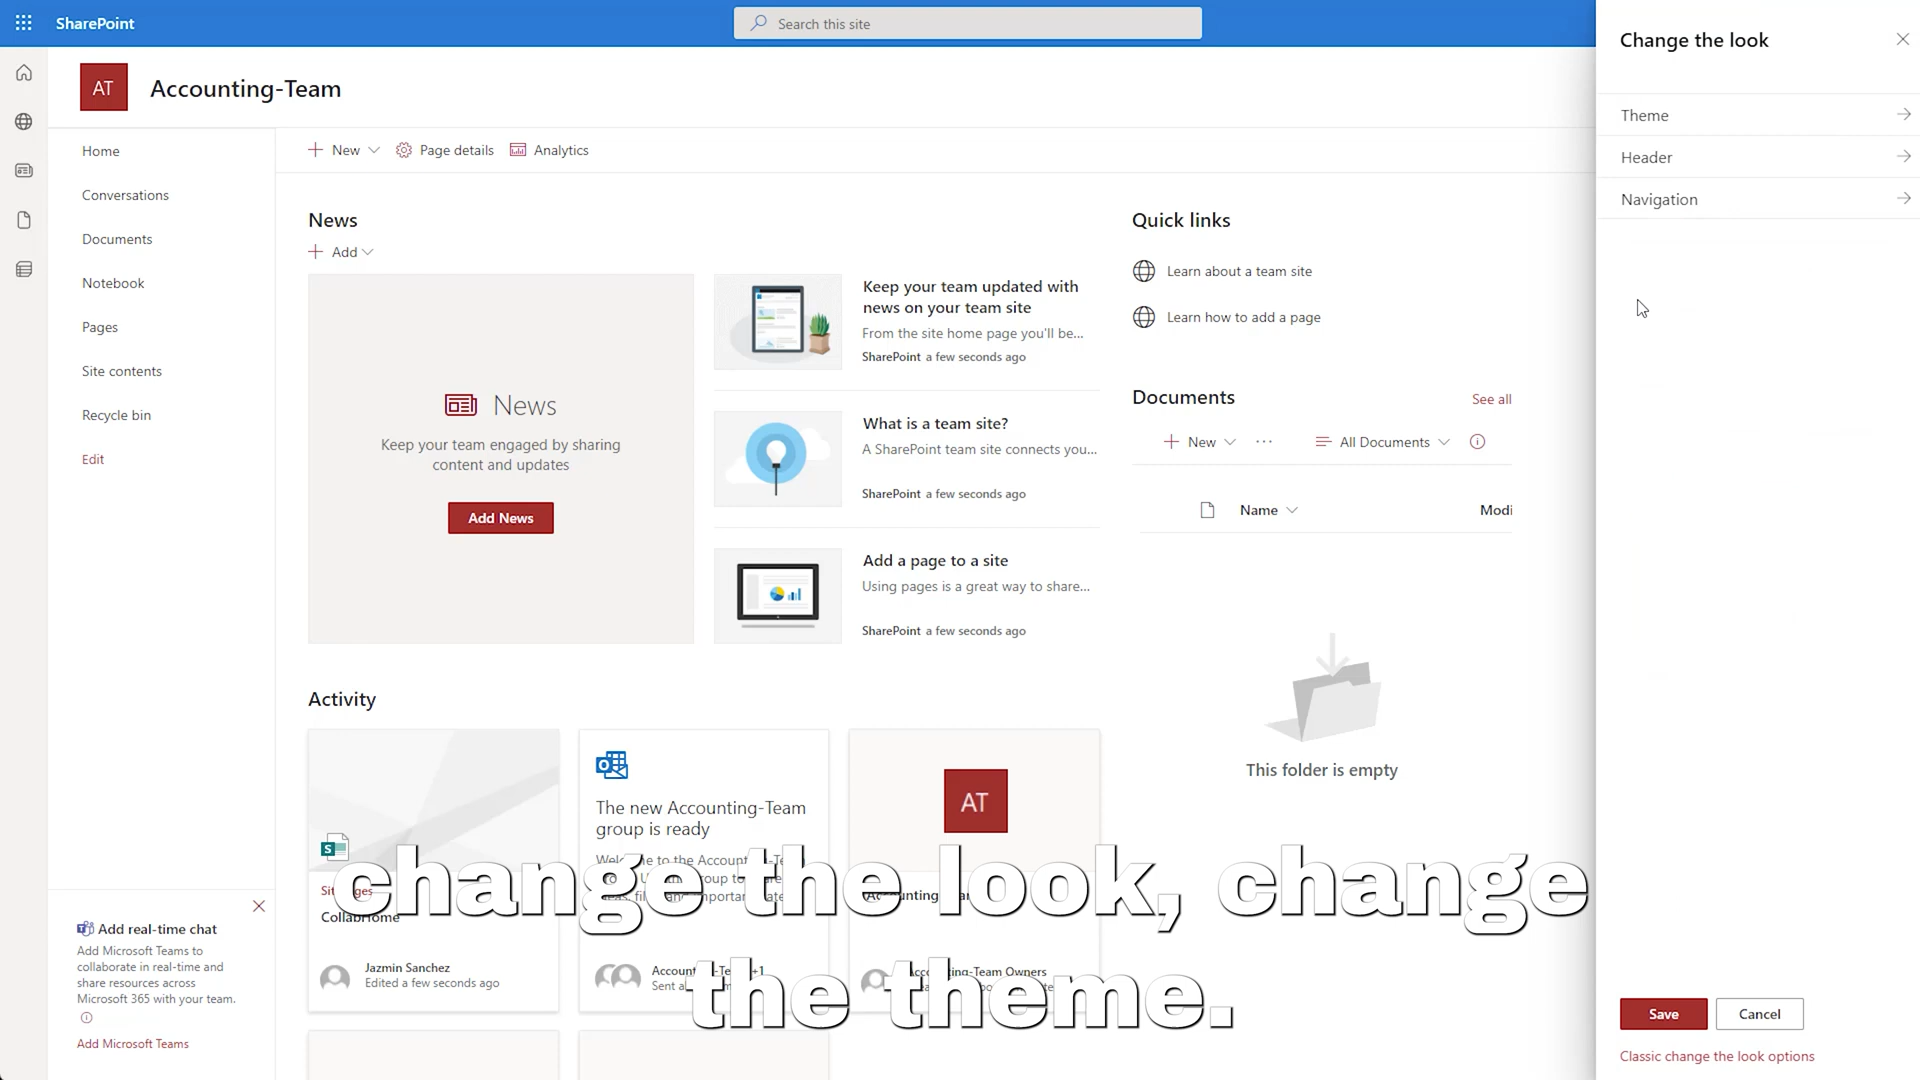 SharePoint
Search this site
Change the look
AT
Accounting-Team
Theme
Header
Navigation
Home
Conversations
Documents
Notebook
Pages
Site contents
Recycle bin
Edit
New
Page details
Analytics
News
Add
News
Keep your team engaged by sharing
content and updates
Add News
Keep your team updated with
news on your team site
From the site home page you'll be...
SharePoint a few seconds ago
What is a team site?
A SharePoint team site connects you...
SharePoint a few seconds ago
Add a page to a site
Using pages is a great way to share...
SharePoint a few seconds ago
Quick links
Learn about a team site
Learn how to add a page
Documents
See all
New
All Documents
Name
Modi
This folder is empty
Activity
Jazmin Sanchez
Edited a few seconds ago
The new Accounting-Team
group is ready
AT
change the look, change
the theme.
Add real-time chat
Add Microsoft Teams to
collaborate in real-time and
share resources across
Microsoft 365 with your team.
Add Microsoft Teams
Save
Cancel
Classic change the look options